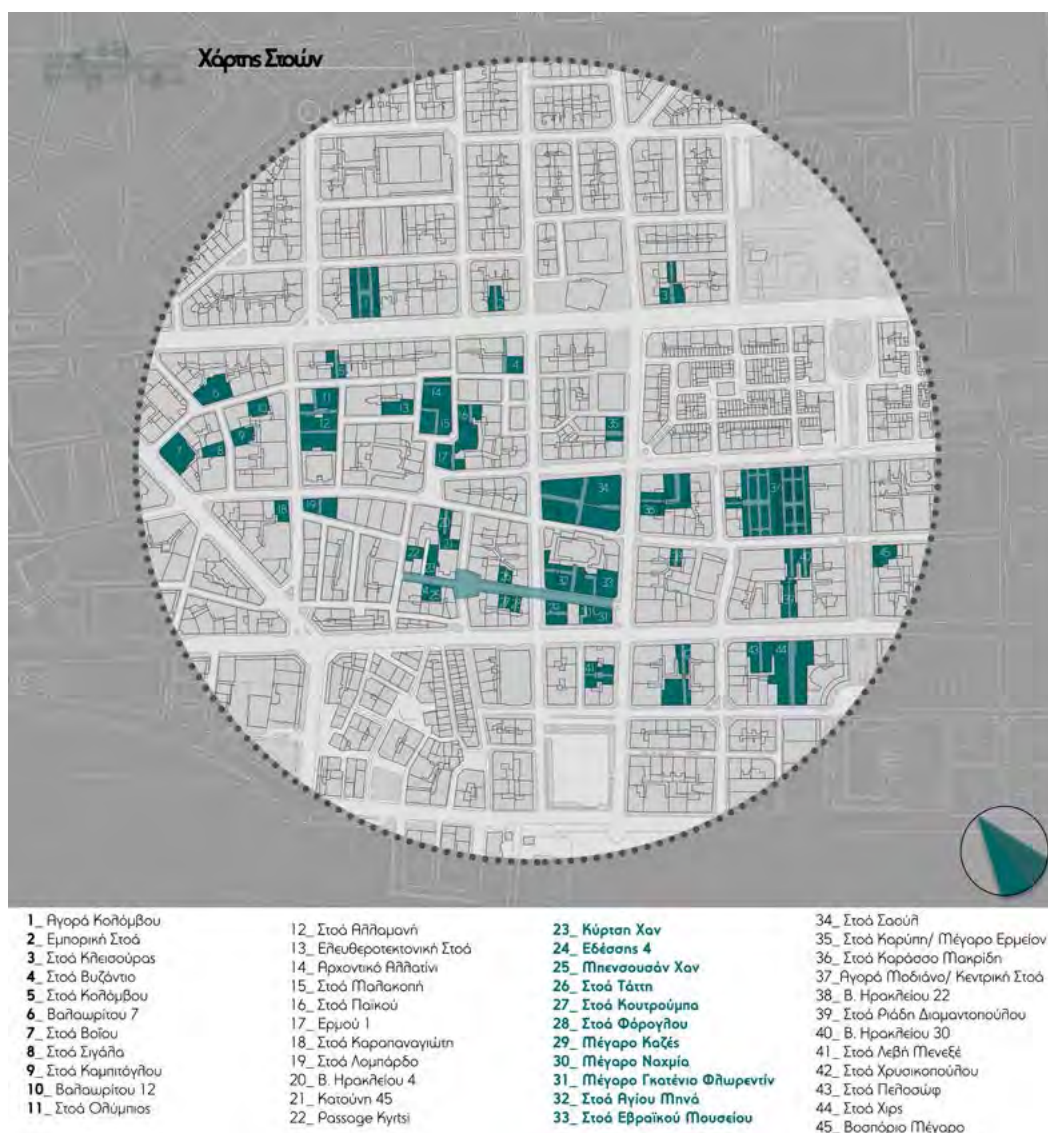 Χάρτης Στοών
1_ Αγορά Κολόμβου
2_ Εμπορική Στοά
3_ Στοά Κλεισούρας
4_ Στοά Βυζάντιο
5_ Στοά Κολόμβου
6_ Βαλαωρίτου 7
7_ Στοά Βοΐου
8_ Στοά Σιγάλα
9_ Στοά Καμπιτόγλου
10_ Βαλαωρίτου 12
11_ Στοά Ολύμπιος
12_ Στοά Αλλαμανή
13_ Ελευθεροτεκτονική Στοά
14_ Αρχοντικό Αλλατίνι
15_ Στοά Μαλακοπή
16_ Στοά Παϊκού
17_ Ερμού 1
18_ Στοά Καραπαναγιώτη
19_ Στοά Λομπάρδο
20_ Β. Ηρακλείου 4
21_ Κατούνη 45
22_ Passage Kyrtsi
23_ Κύρτση Χαν
24_ Εδέσσης 4
25_ Μπενσουσάν Χαν
26_ Στοά Τάττη
27_ Στοά Κουτρούμπα
28_ Στοά Φόρογλου
29_ Μέγαρο Καζές
30_ Μέγαρο Ναχμία
31_ Μέγαρο Γκατένιο Φλωρεντίν
32_ Στοά Αγίου Μηνά
33_ Στοά Εβραϊκού Μουσείου
34_ Στοά Σαούλ
35_ Στοά Καρύπη/ Μέγαρο Ερμείον
36_ Στοά Καράσσο Μακρίδη
37_Αγορά Μοδιάνο/ Κεντρική Στοά
38_ Β. Ηρακλείου 22
39_ Στοά Ριάδη Διαμαντοπούλου
40_ Β. Ηρακλείου 30
41_ Στοά Λεβή Μενεξέ
42_ Στοά Χρυσικοπούλου
43_ Στοά Πελοσώφ
44_ Στοά Χιρς
45_ Βοσπόριο Μέγαρο